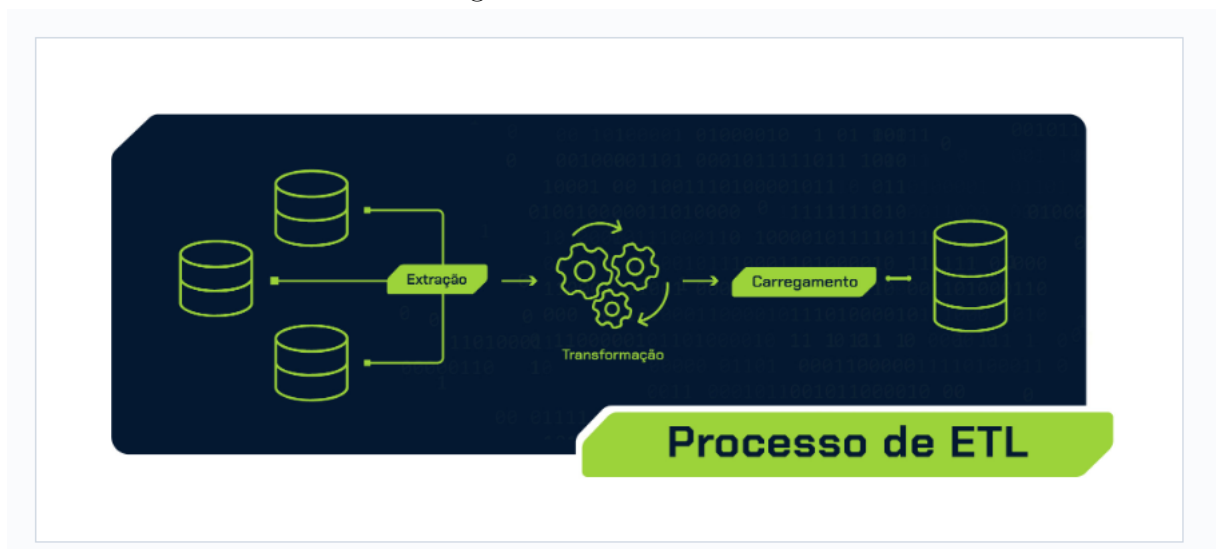 Extração
Transformação
Carregamento
Processo de ETL